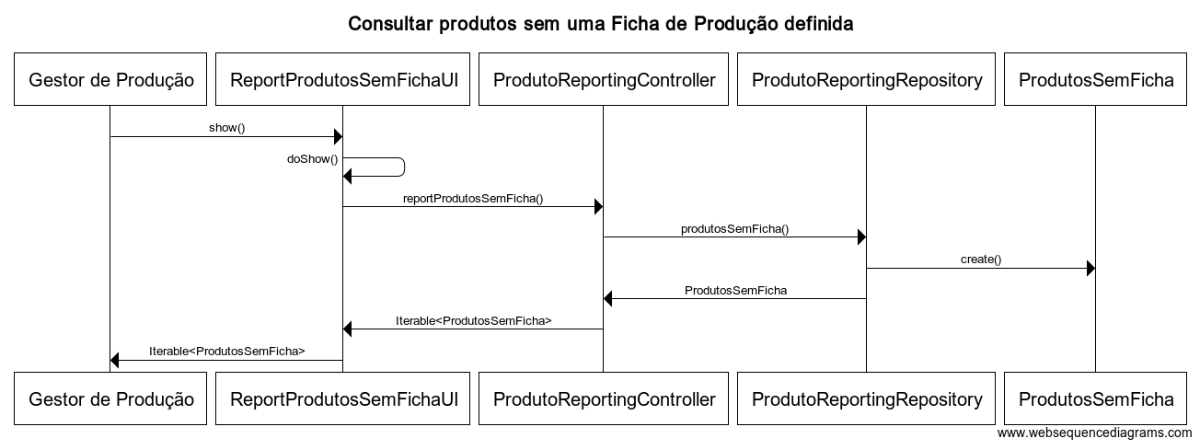 Consultar produtos sem uma Ficha de Produção definida
Gestor de Produção
ReportProdutosSemFichaUI
ProdutoReportingController
ProdutoReportingRepository
ProdutosSemFicha
show()
doShow()
reportProdutosSemFicha()
produtosSemFicha()
create()
ProdutosSemFicha
Iterable<ProdutosSemFicha>
Iterable<ProdutosSemFicha>
Gestor de Produção
ReportProdutosSemFichaUI
ProdutoReportingController
ProdutoReportingRepository
ProdutosSemFicha
www.websequencediagrams.com